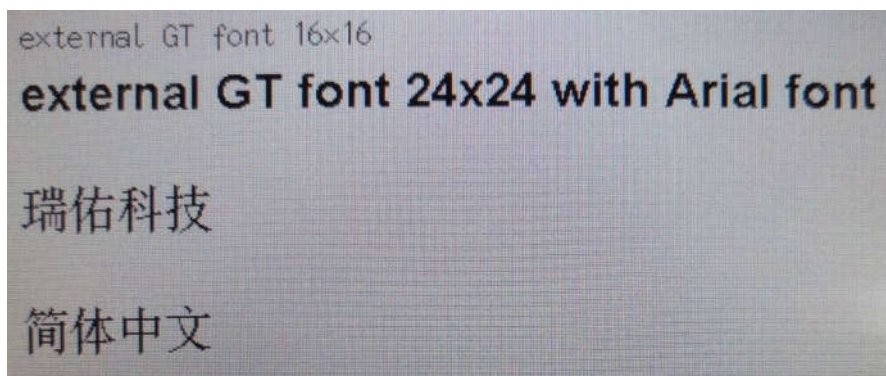 external GT font 16x16
external GT font 24x24 with Arial font
瑞佑科技
简体中文